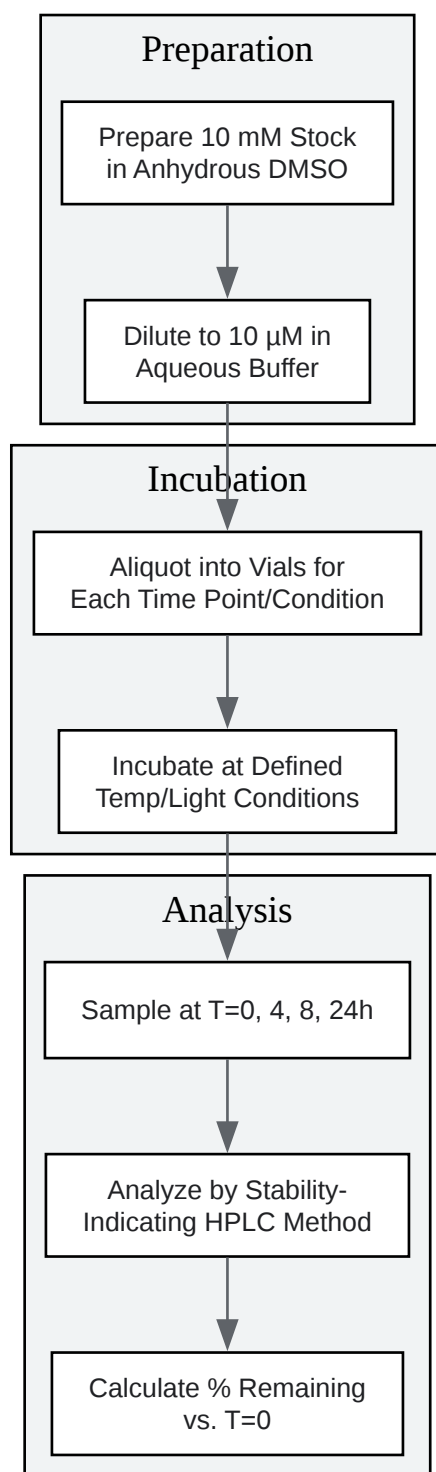 Preparation
Prepare 10 mM Stock
in Anhydrous DMSO
Dilute to 10 µM in
Aqueous Buffer
Incubation
Aliquot into Vials for
Each Time Point/Condition
Incubate at Defined
Temp/Light Conditions
Analysis
Sample at T=0, 4, 8, 24h
Analyze by Stability-
Indicating HPLC Method
Calculate % Remaining
vs. T=0